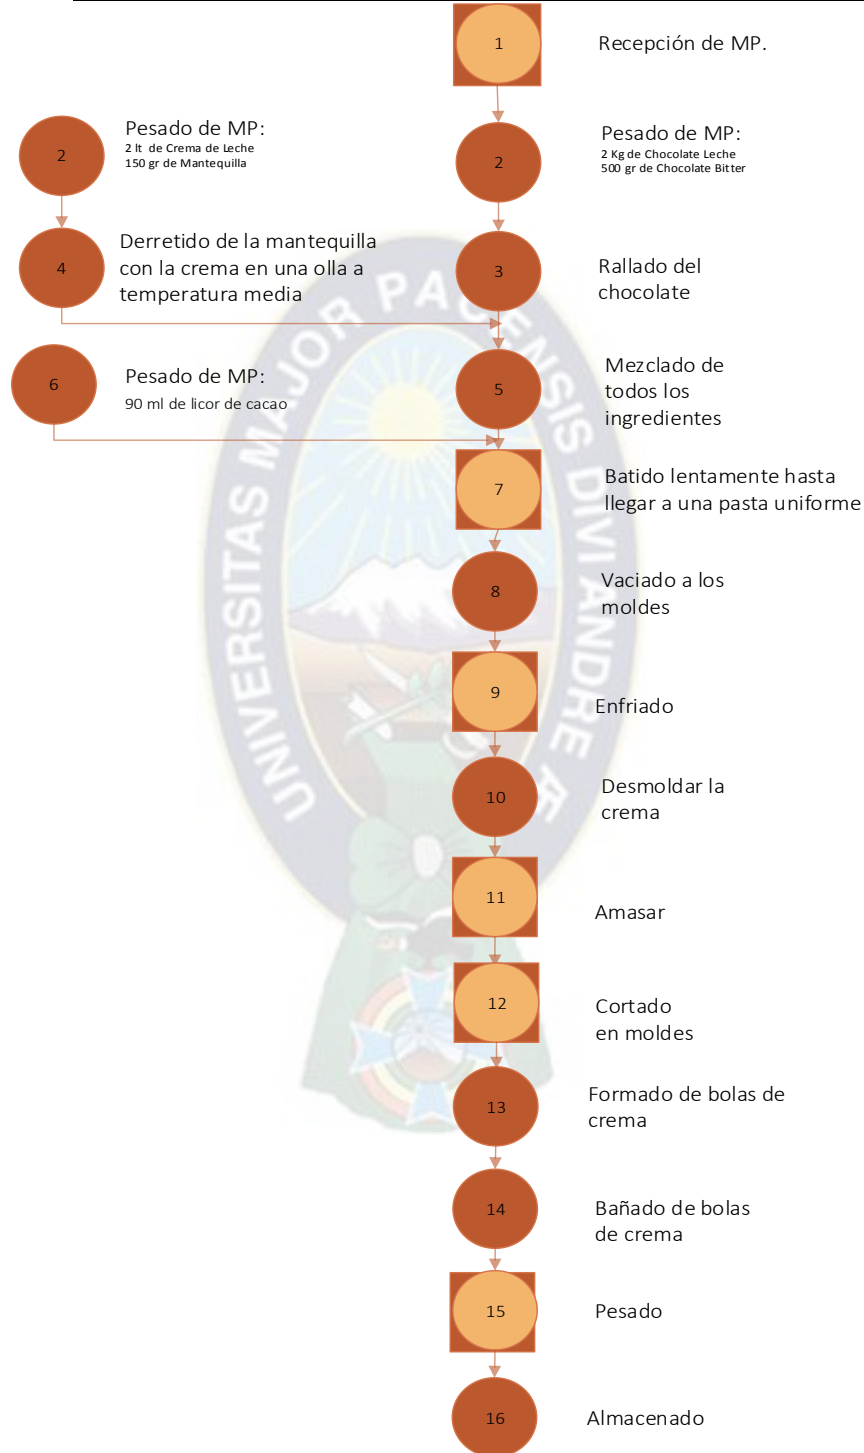 1
Recepción de MP.
2
Pesado de MP:
2 lt de Crema de Leche
150 gr de Mantequilla
2
Pesado de MP:
2 Kg de Chocolate Leche
500 gr de Chocolate Bitter
4
Derretido de la mantequilla
con la crema en una olla a
temperatura media
3
Rallado del
chocolate
6
Pesado de MP:
90 ml de licor de cacao
5
Mezclado de
todos los
ingredientes
7
Batido lentamente hasta
llegar a una pasta uniforme
8
Vaciado a los
moldes
9
Enfriado
10
Desmoldar la
crema
11
Amasar
12
Cortado
en moldes
13
Formado de bolas de
crema
14
Bañado de bolas
de crema
15
Pesado
16
Almacenado
UNIVERSITAS MAJOR PACENSIS DIVI ANDRE Æ